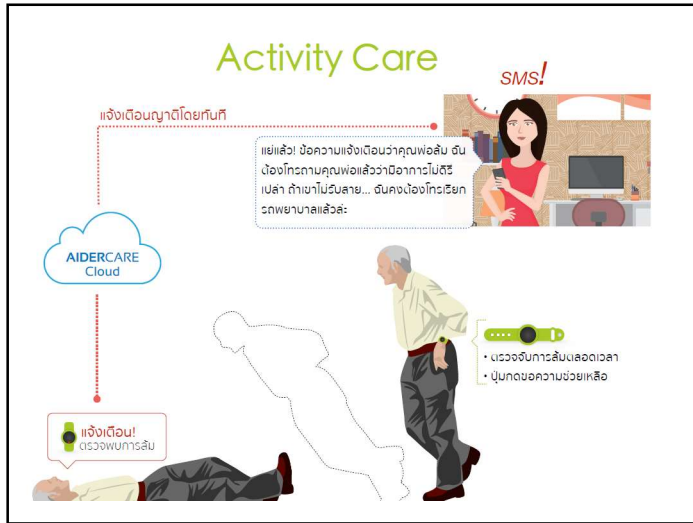 Activity Care
SMS!
แจ้งเตือนญาติโดยทันที
แย่แล้ว! ข้อความแจ้งเตือนว่าคุณพ่อล้ม ฉัน
ต้องโทรถามคุณพ่อแล้วว่ามีอาการไม่ดีรึ
เปล่า ถ้าเขาไม่รับสาย... ฉันคงต้องโทรเรียก
รถพยาบาลแล้วล่ะ
AIDERCARE
Cloud
• ตรวจจับการล้มตลอดเวลา
• ปุ่มกดขอความช่วยเหลือ
แจ้งเตือน!
ตรวจพบการล้ม